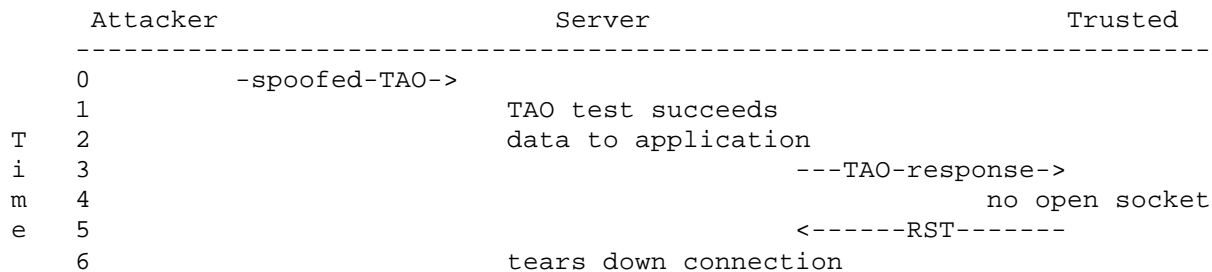 Attacker Server Trusted
-----------------------------------------------------------------------
0 -spoofed-TAO->
1 TAO test succeeds
T 2 data to application
i 3 ---TAO-response->
m 4 no open socket
e 5 <------RST-------
6 tears down connection